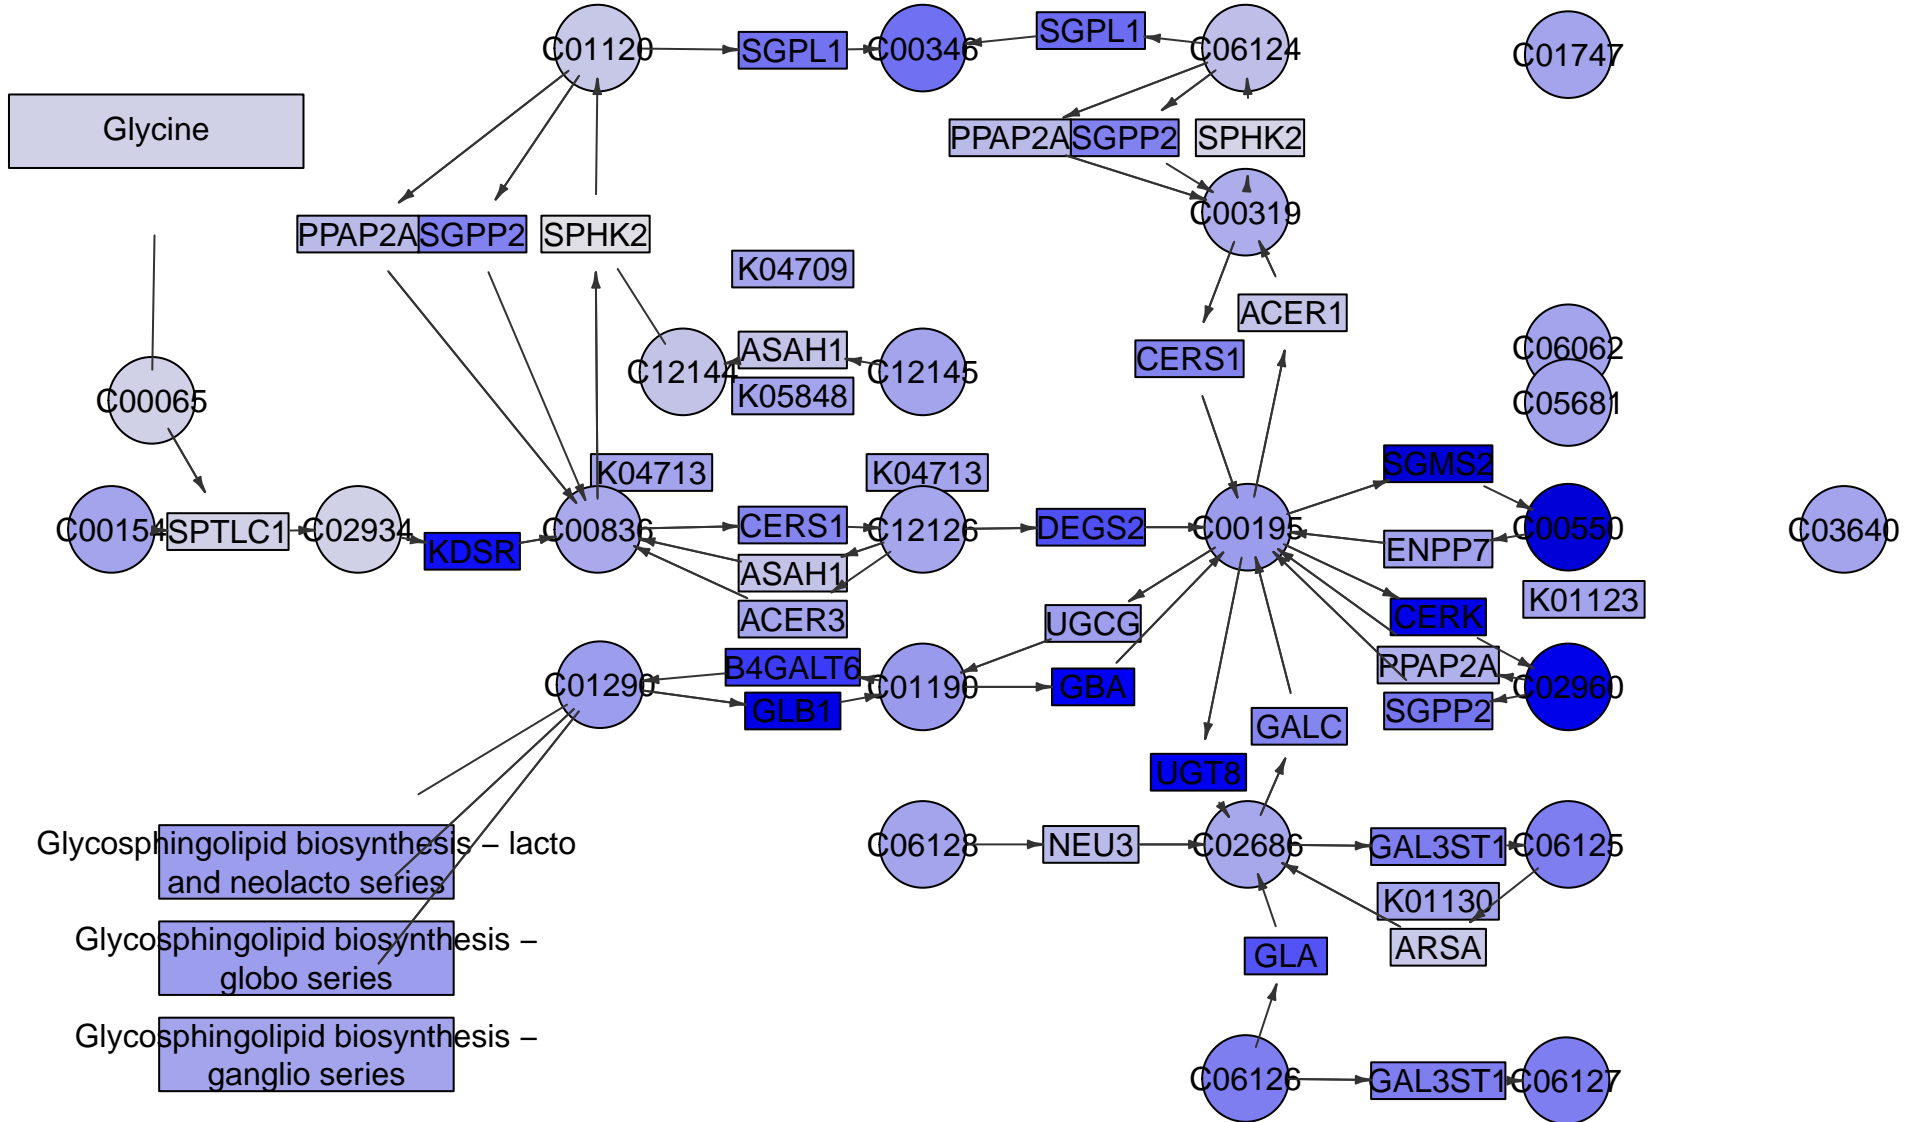 C01120
SGPL1
C00346
SGPL1
C06124
C01747
Glycine
PPAP2A
SGPP2
SPHK2
C00319
PPAP2A
SGPP2
SPHK2
K04709
ACER1
C12144
ASAH1
C12145
K05848
CERS1
C06062
C05681
C00065
K04713
K04713
SGMS2
C00154
SPTLC1
C02934
KDSR
C00836
CERS1
C12126
DEGS2
C00195
C00550
ENPP7
C03640
ASAH1
ACER3
K01123
UGCG
CERK
C01290
B4GALT6
GLB1
C01190
GBA
PPAP2A
C02960
SGPP2
GALC
UGT8
C06128
NEU3
C02686
GAL3ST1
C06125
Glycosphingolipid biosynthesis – lacto
and neolacto series
K01130
ARSA
GLA
Glycosphingolipid biosynthesis –
globo series
Glycosphingolipid biosynthesis –
ganglio series
C06126
GAL3ST1
C06127